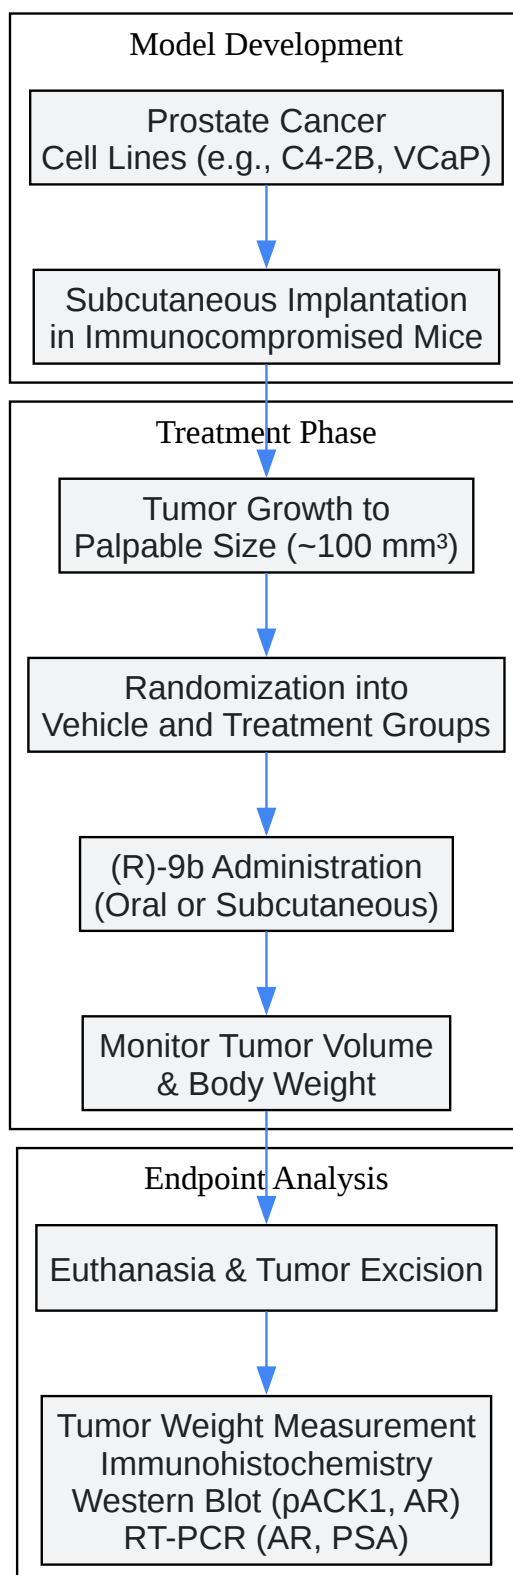 Model Development
Prostate Cancer
Cell Lines (e.g., C4-2B, VCaP)
Subcutaneous Implantation
in Immunocompromised Mice
Treatment Phase
Tumor Growth to
Palpable Size (~100 mm³)
Randomization into
Vehicle and Treatment Groups
(R)-9b Administration
(Oral or Subcutaneous)
Monitor Tumor Volume
& Body Weight
Endpoint Analysis
Euthanasia & Tumor Excision
Tumor Weight Measurement
Immunohistochemistry
Western Blot (pACK1, AR)
RT-PCR (AR, PSA)